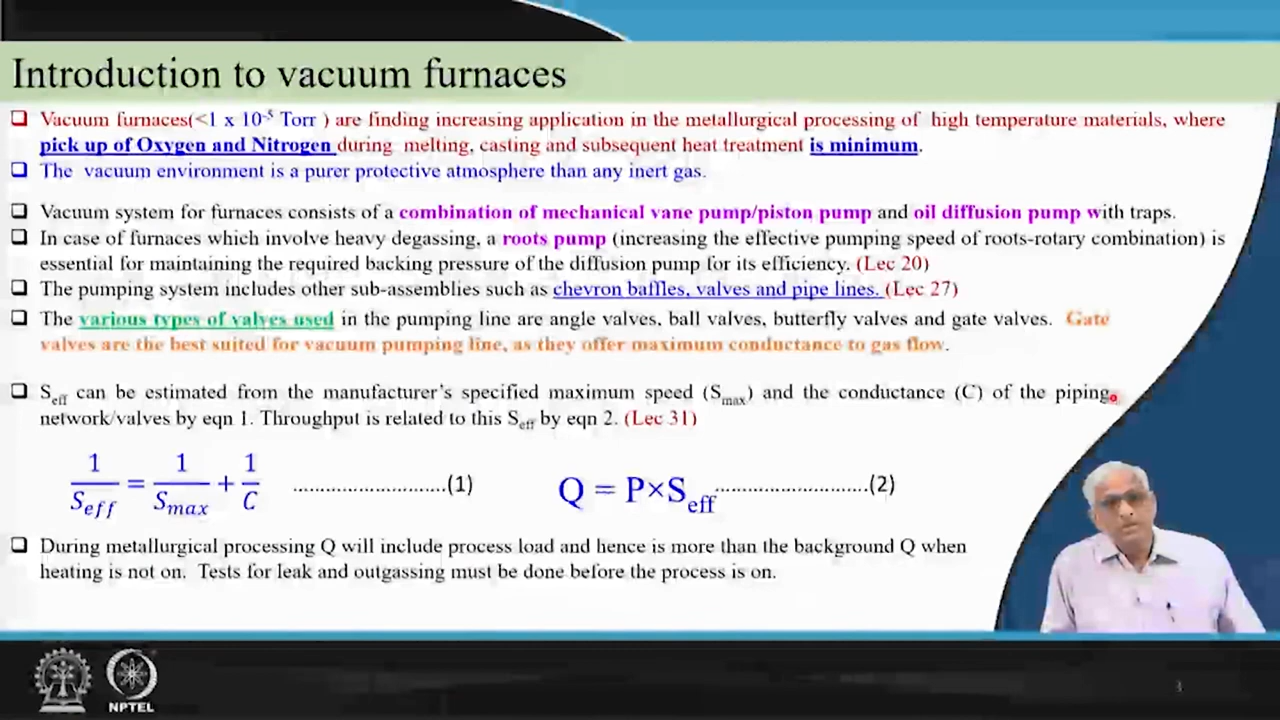 Introduction to vacuum furnaces
❑ Vacuum furnaces(<1 x 10⁻⁵ Torr ) are finding increasing application in the metallurgical processing of high temperature materials, where
pick up of Oxygen and Nitrogen during melting, casting and subsequent heat treatment is minimum.
❑ The vacuum environment is a purer protective atmosphere than any inert gas.
❑ Vacuum system for furnaces consists of a combination of mechanical vane pump/piston pump and oil diffusion pump with traps.
❑ In case of furnaces which involve heavy degassing, a roots pump (increasing the effective pumping speed of roots-rotary combination) is
essential for maintaining the required backing pressure of the diffusion pump for its efficiency. (Lec 20)
❑ The pumping system includes other sub-assemblies such as chevron baffles, valves and pipe lines. (Lec 27)
❑ The various types of valves used in the pumping line are angle valves, ball valves, butterfly valves and gate valves. Gate
valves are the best suited for vacuum pumping line, as they offer maximum conductance to gas flow.
❑ S_eff can be estimated from the manufacturer's specified maximum speed (S_max) and the conductance (C) of the piping
network/valves by eqn 1. Throughput is related to this S_eff by eqn 2. (Lec 31)
1/S_eff = 1/S_max + 1/C ............................(1) Q = P×S_eff............................(2)
❑ During metallurgical processing Q will include process load and hence is more than the background Q when
heating is not on. Tests for leak and outgassing must be done before the process is on.
NPTEL
3